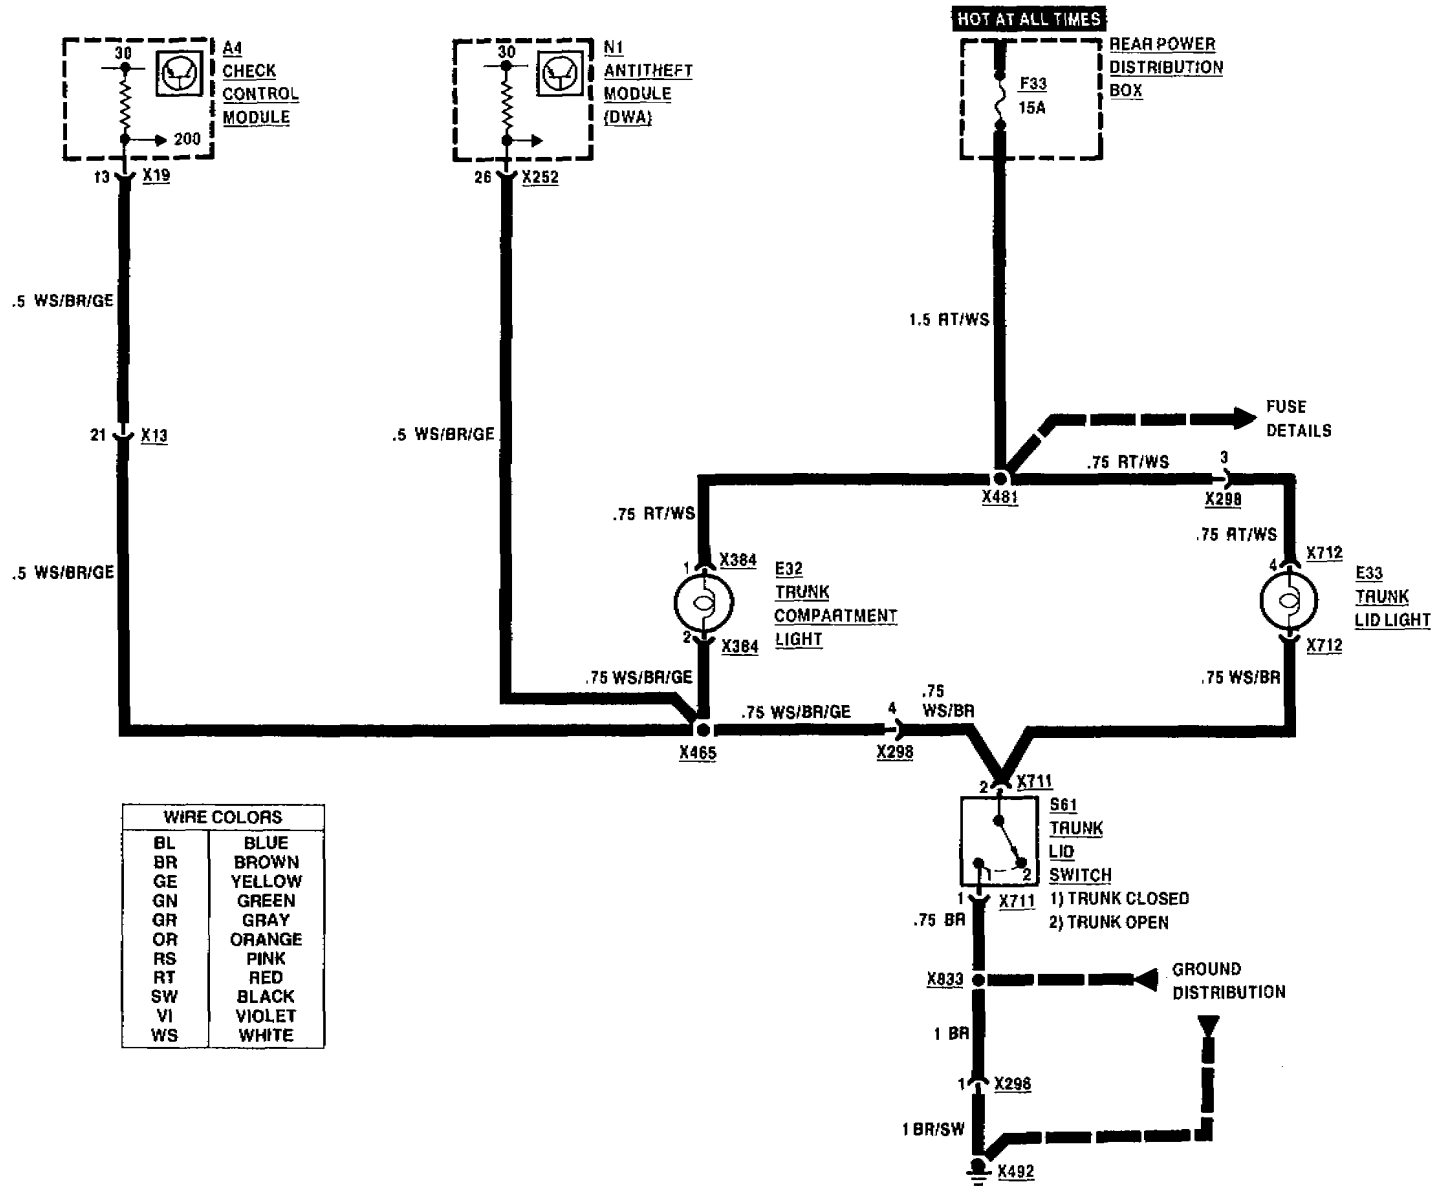 HOT AT ALL TIMES
30
A4
CHECK
CONTROL
MODULE
200
13
X19
30
N1
ANTITHEFT
MODULE
(DWA)
26
X252
F33
15A
REAR POWER
DISTRIBUTION
BOX
.5 WS/BR/GE
1.5 RT/WS
21
X13
.5 WS/BR/GE
FUSE
DETAILS
.75 RT/WS
3
X481
X298
.75 RT/WS
.75 RT/WS
.5 WS/BR/GE
1
X384
E32
TRUNK
COMPARTMENT
LIGHT
2
X384
4
X712
E33
TRUNK
LID LIGHT
X712
.75 WS/BR/GE
.75 WS/BR
.75 WS/BR/GE
4
.75
WS/BR
X465
X298
2
X711
S61
TRUNK
LID
SWITCH
1) TRUNK CLOSED
2) TRUNK OPEN
1
2
1
X711
.75 BR
X833
GROUND
DISTRIBUTION
1 BR
1
X298
1 BR/SW
X492
WIRE COLORS
BL BLUE
BR BROWN
GE YELLOW
GN GREEN
GR GRAY
OR ORANGE
RS PINK
RT RED
SW BLACK
VI VIOLET
WS WHITE